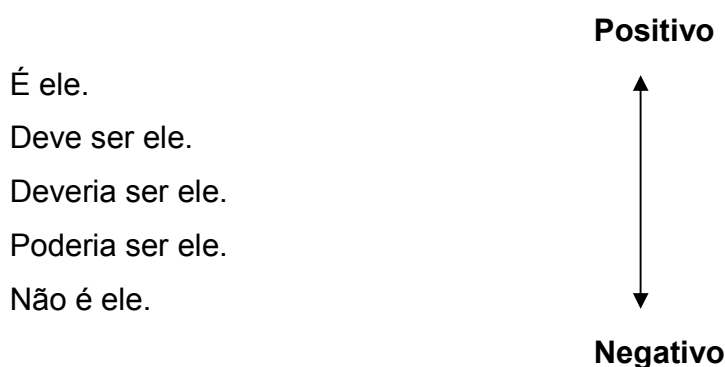 Positivo
É ele.
Deve ser ele.
Deveria ser ele.
Poderia ser ele.
Não é ele.
Negativo